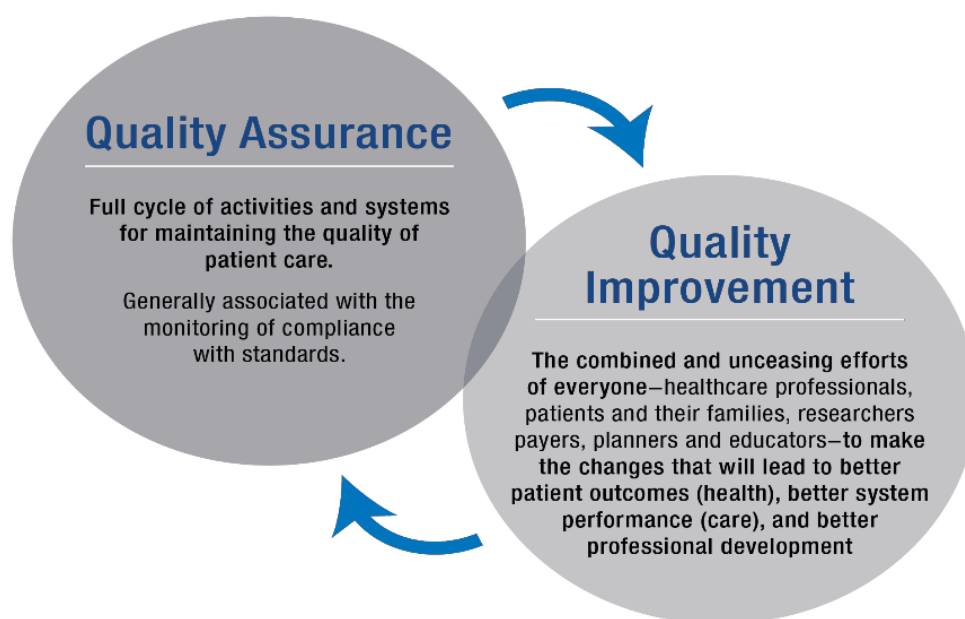 Quality Assurance
Full cycle of activities and systems
for maintaining the quality of
patient care.
Generally associated with the
monitoring of compliance
with standards.
Quality
Improvement
The combined and unceasing efforts
of everyone—healthcare professionals,
patients and their families, researchers
payers, planners and educators—to make
the changes that will lead to better
patient outcomes (health), better system
performance (care), and better
professional development